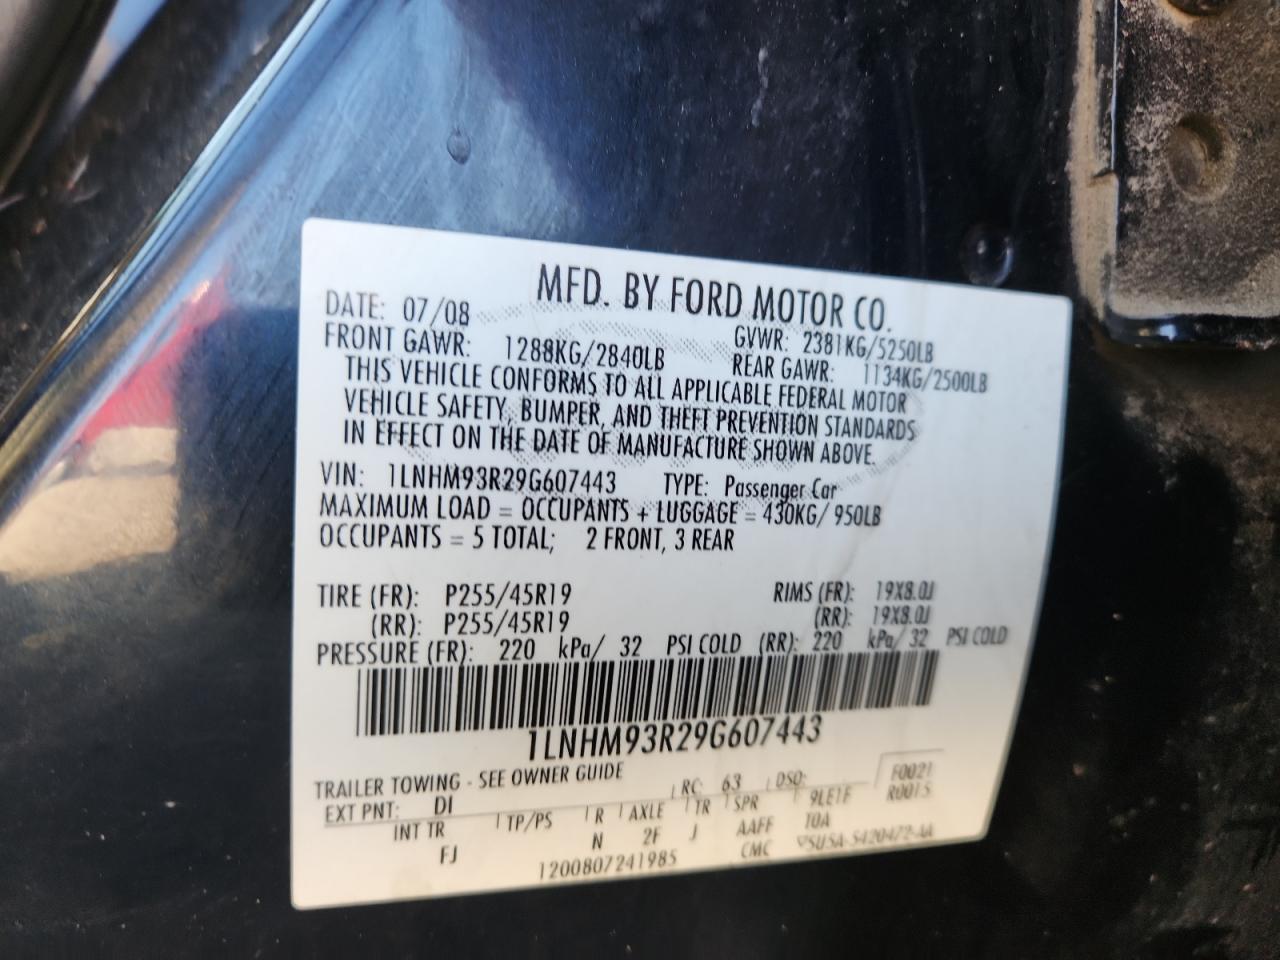 MFD. BY FORD MOTOR CO.
DATE: 07/08 GVWR: 2381KG/5250LB
FRONT GAWR: 1288KG/2840LB REAR GAWR: 1134KG/2500LB
THIS VEHICLE CONFORMS TO ALL APPLICABLE FEDERAL MOTOR
VEHICLE SAFETY, BUMPER, AND THEFT PREVENTION STANDARDS
IN EFFECT ON THE DATE OF MANUFACTURE SHOWN ABOVE.
VIN: 1LNHM93R29G607443 TYPE: Passenger Car
MAXIMUM LOAD = OCCUPANTS + LUGGAGE = 430KG/ 950LB
OCCUPANTS = 5 TOTAL; 2 FRONT, 3 REAR
TIRE (FR): P255/45R19 RIMS (FR): 19X8.0J
(RR): P255/45R19 (RR): 19X8.0J
PRESSURE (FR): 220 kPa/ 32 PSI COLD (RR): 220 kPa/ 32 PSI COLD
1LNHM93R29G607443
TRAILER TOWING - SEE OWNER GUIDE
EXT PNT: DI RC: 63 DSO: F0021
R0015
INT TR TP/PS R AXLE TR SPR 9LE1E
FJ N 2F J AAFF 10A
1200807241985 CMC